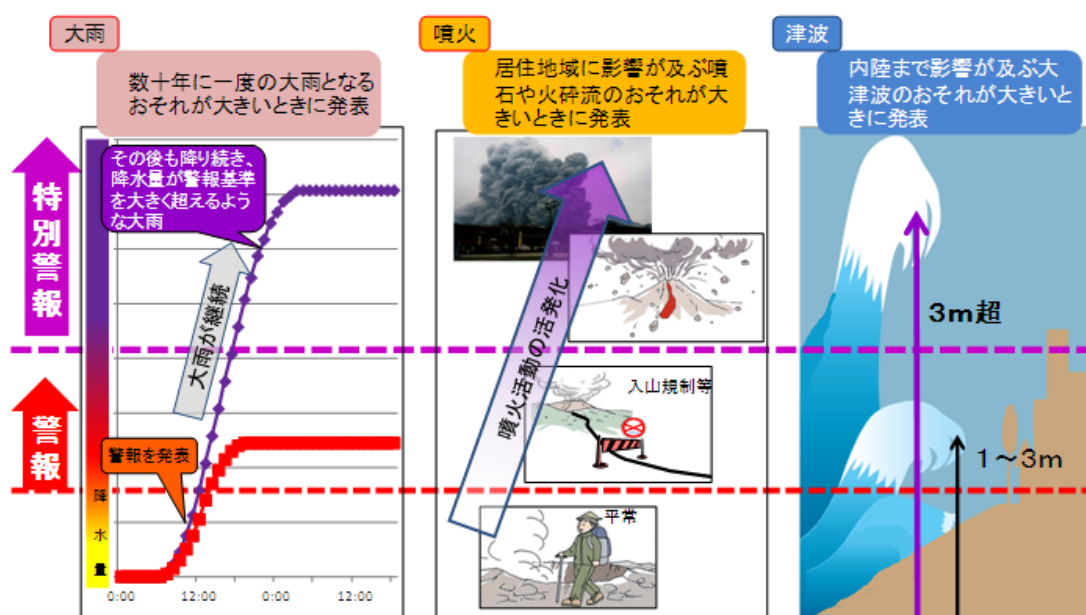 大雨
数十年に一度の大雨となる
おそれが大きいときに発表
噴火
居住地域に影響が及ぶ噴
石や火砕流のおそれが大
きいときに発表
津波
内陸まで影響が及ぶ大
津波のおそれが大きいと
きに発表
特別警報
警報
その後も降り続き、
降水量が警報基準
を大きく超えるよう
な大雨
大雨が継続
警報を発表
降水量
0:00
12:00
0:00
12:00
噴火活動の活発化
入山規制等
平常
3m超
1～3m